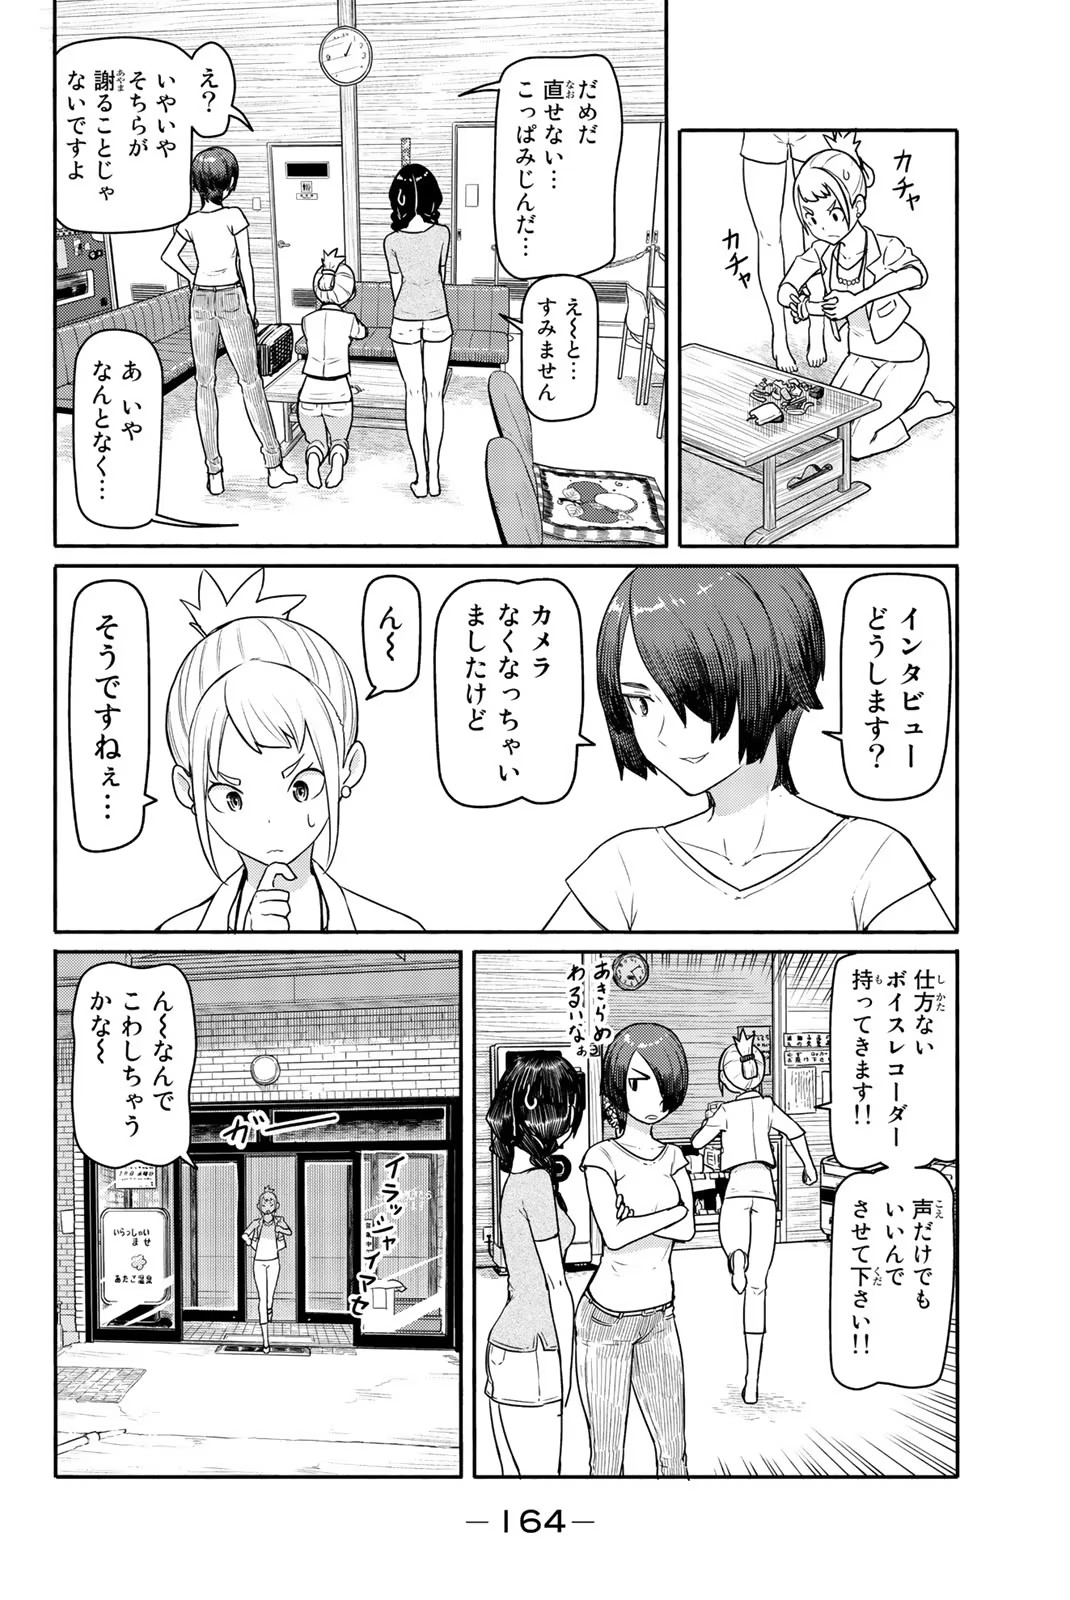 カチャ
カチャ
だめだ
直せない…
こっぱみじんだ…
え〜と…
すみません
え?
いやいや
そちらが
謝ることじゃ
ないですよ
あ いや
なんとなく…
インタビュー
どうします?
カメラ
なくなっちゃい
ましたけど
ん〜
そうですねぇ…
仕方ない
ボイスレコーダー
持ってきます!!
声だけでも
いいんで
させて下さい!!
あきらめ
わるいなぁ
ん〜なんで
こわしちゃう
かな〜
ガー
イラッシャイアセ
いらっしゃい
ませ
あたご温泉
— 164 —